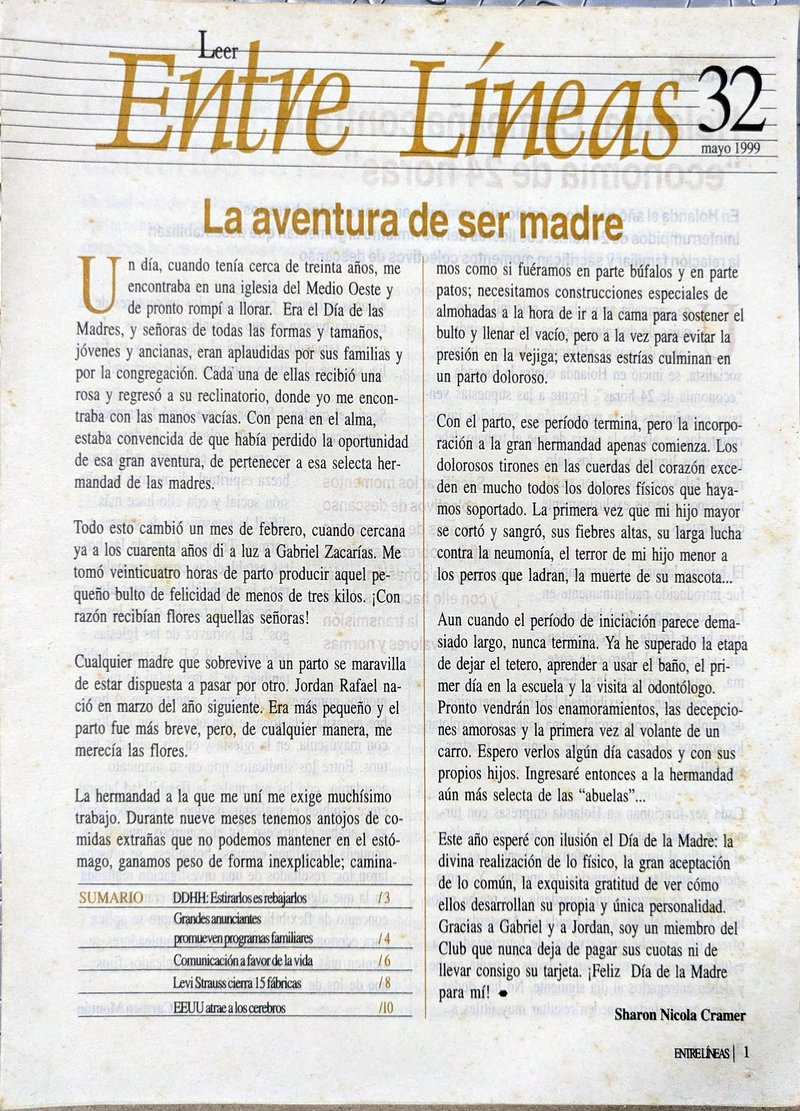 Leer
Entre Líneas
32
mayo 1999
La aventura de ser madre
Un día, cuando tenía cerca de treinta años, me
encontraba en una iglesia del Medio Oeste y
de pronto rompí a llorar. Era el Día de las
Madres, y señoras de todas las formas y tamaños,
jóvenes y ancianas, eran aplaudidas por sus familias y
por la congregación. Cada una de ellas recibió una
rosa y regresó a su reclinatorio, donde yo me encon-
traba con las manos vacías. Con pena en el alma,
estaba convencida de que había perdido la oportunidad
de esa gran aventura, de pertenecer a esa selecta her-
mandad de las madres.
Todo esto cambió un mes de febrero, cuando cercana
ya a los cuarenta años di a luz a Gabriel Zacarías. Me
tomó veinticuatro horas de parto producir aquel pe-
queño bulto de felicidad de menos de tres kilos. ¡Con
razón recibían flores aquellas señoras!
Cualquier madre que sobrevive a un parto se maravilla
de estar dispuesta a pasar por otro. Jordan Rafael na-
ció en marzo del año siguiente. Era más pequeño y el
parto fue más breve, pero, de cualquier manera, me
merecía las flores.
La hermandad a la que me uní me exige muchísimo
trabajo. Durante nueve meses tenemos antojos de co-
midas extrañas que no podemos mantener en el estó-
mago, ganamos peso de forma inexplicable; camina-
SUMARIO DDHH: Estirarlos es rebajarlos / 3
Grandes anunciantes
promueven programas familiares / 4
Comunicación a favor de la vida / 6
Levi Strauss cierra 15 fábricas / 8
EEUU atrae a los cerebros /10
mos como si fuéramos en parte búfalos y en parte
patos; necesitamos construcciones especiales de
almohadas a la hora de ir a la cama para sostener el
bulto y llenar el vacío, pero a la vez para evitar la
presión en la vejiga; extensas estrías culminan en
un parto doloroso.
Con el parto, ese período termina, pero la incorpo-
ración a la gran hermandad apenas comienza. Los
dolorosos tirones en las cuerdas del corazón exce-
den en mucho todos los dolores físicos que haya-
mos soportado. La primera vez que mi hijo mayor
se cortó y sangró, sus fiebres altas, su larga lucha
contra la neumonía, el terror de mi hijo menor a
los perros que ladran, la muerte de su mascota...
Aun cuando el período de iniciación parece dema-
siado largo, nunca termina. Ya he superado la etapa
de dejar el tetero, aprender a usar el baño, el pri-
mer día en la escuela y la visita al odontólogo.
Pronto vendrán los enamoramientos, las decepcio-
nes amorosas y la primera vez al volante de un
carro. Espero verlos algún día casados y con sus
propios hijos. Ingresaré entonces a la hermandad
aún más selecta de las “abuelas”...
Este año esperé con ilusión el Día de la Madre: la
divina realización de lo físico, la gran aceptación
de lo común, la exquisita gratitud de ver cómo
ellos desarrollan su propia y única personalidad.
Gracias a Gabriel y a Jordan, soy un miembro del
Club que nunca deja de pagar sus cuotas ni de
llevar consigo su tarjeta. ¡Feliz Día de la Madre
para mí!
Sharon Nicola Cramer
ENTRELÍNEAS | 1